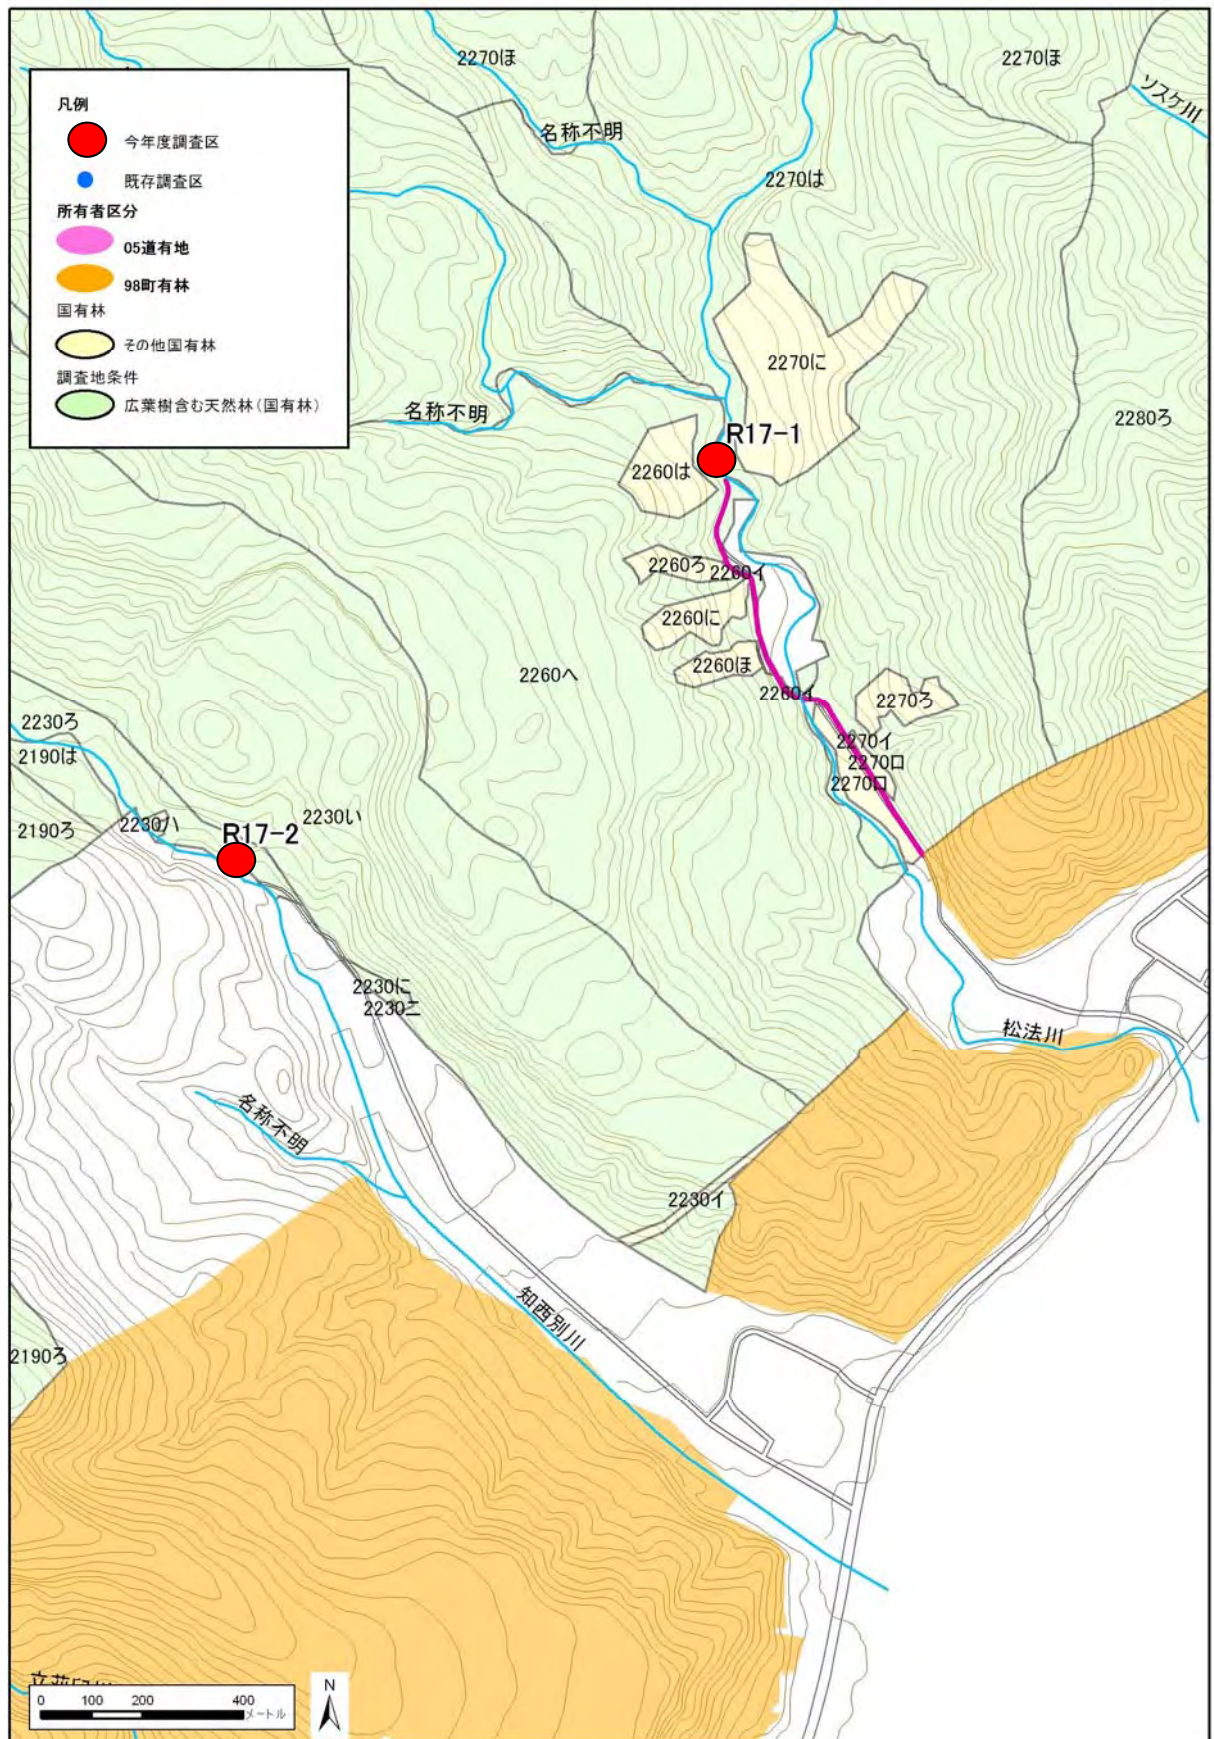 2270ほ
2270ほ
ソスケ川
凡例
今年度調査区
既存調査区
所有者区分
05道有地
98町有林
国有林
その他国有林
調査地条件
広葉樹含む天然林(国有林)
名称不明
2270は
2270に
名称不明
2280ろ
R17-1
2260は
2260ろ
2260イ
2260に
2260ほ
2260へ
2260イ
2270ろ
2230ろ
2190は
2270イ
2270ロ
2270ロ
2190ろ
2230ハ
R17-2
2230い
2230に
2230ニ
松法川
名称不明
2230イ
知西別川
2190ろ
0 100 200 400
メートル
N